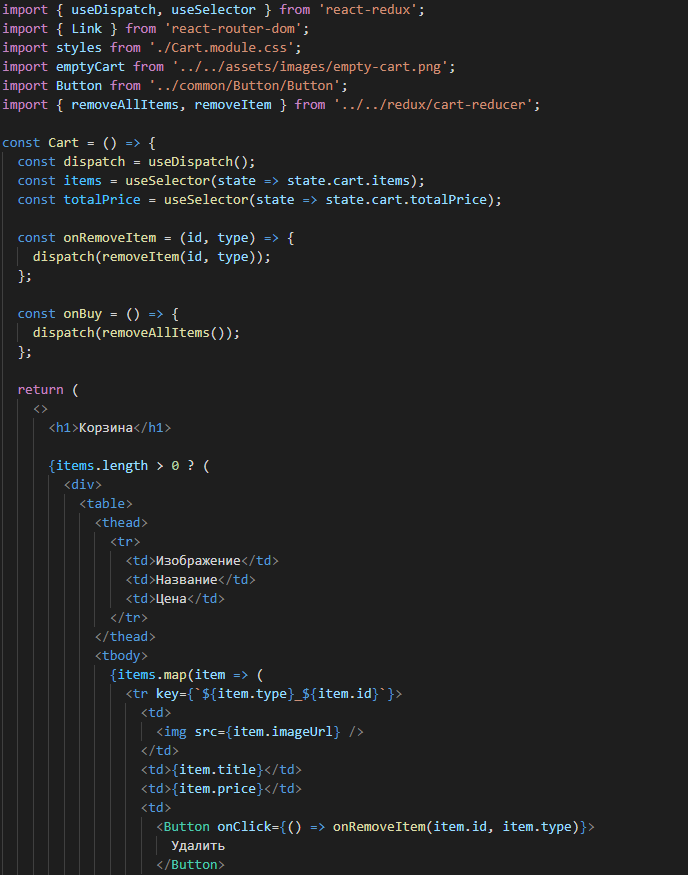 import { useDispatch, useSelector } from 'react-redux';
import { Link } from 'react-router-dom';
import styles from './Cart.module.css';
import emptyCart from '../../assets/images/empty-cart.png';
import Button from '../common/Button/Button';
import { removeAllItems, removeItem } from '../../redux/cart-reducer';

const Cart = () => {
  const dispatch = useDispatch();
  const items = useSelector(state => state.cart.items);
  const totalPrice = useSelector(state => state.cart.totalPrice);

  const onRemoveItem = (id, type) => {
    dispatch(removeItem(id, type));
  };

  const onBuy = () => {
    dispatch(removeAllItems());
  };

  return (
    <>
      <h1>Корзина</h1>

      {items.length > 0 ? (
        <div>
          <table>
            <thead>
              <tr>
                <td>Изображение</td>
                <td>Название</td>
                <td>Цена</td>
              </tr>
            </thead>
            <tbody>
              {items.map(item => (
                <tr key={`${item.type}_${item.id}`}>
                  <td>
                    <img src={item.imageUrl} />
                  </td>
                  <td>{item.title}</td>
                  <td>{item.price}</td>
                  <td>
                    <Button onClick={() => onRemoveItem(item.id, item.type)}>
                      Удалить
                    </Button>